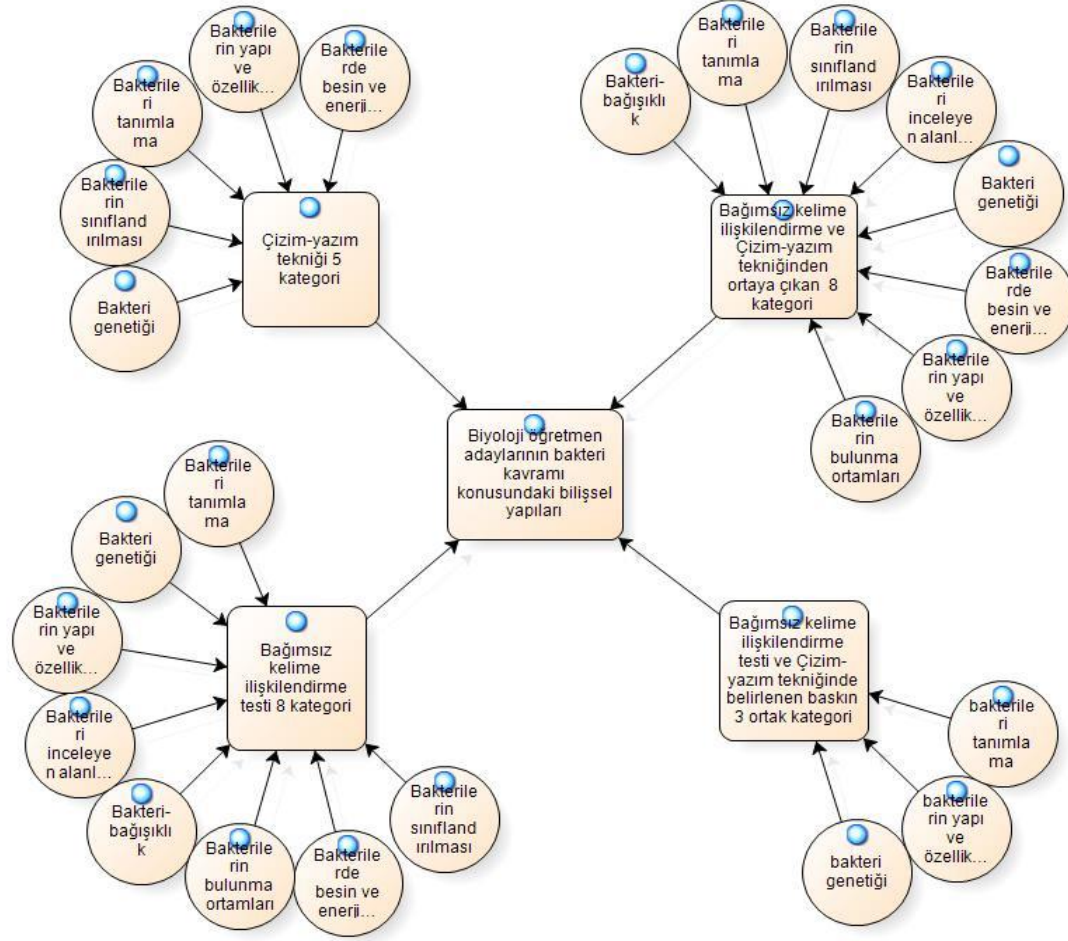 Bakterile
rin yapı
ve
özellik...
Bakterile
rde
besin ve
enerji...
Bakterile
ri
tanımla
ma
Bakterile
rin
sınıfland
ırılması
Bakteri
genetiği
Çizim-yazım
tekniği 5
kategori
Bakteri-
bağışıklı
k
Bakterile
ri
tanımla
ma
Bakterile
rin
sınıfland
ırılması
Bakterile
ri
inceleye
n alanl...
Bakteri
genetiği
Bakterile
rde
besin ve
enerji...
Bakterile
rin yapı
ve
özellik...
Bakterile
rin
bulunma
ortamları
Bağımsız kelime
ilişkilendirme ve
Çizim-yazım
tekniğinden
ortaya çıkan 8
kategori
Biyoloji öğretmen
adaylarının bakteri
kavramı
konusundaki bilişsel
yapıları
Bakterile
ri
tanımla
ma
Bakteri
genetiği
Bakterile
rin yapı
ve
özellik...
Bakterile
ri
inceleye
n alanl...
Bakteri-
bağışıklı
k
Bakterile
rin
bulunma
ortamları
Bakterile
rde
besin ve
enerji...
Bakterile
rin
sınıfland
ırılması
Bağımsız
kelime
ilişkilendirme
testi 8 kategori
Bağımsız kelime
ilişkilendirme
testi ve Çizim-
yazım tekniğinde
belirlenen baskın
3 ortak kategori
bakterile
ri
tanımla
ma
bakterile
rin yapı
ve
özellik...
bakteri
genetiği